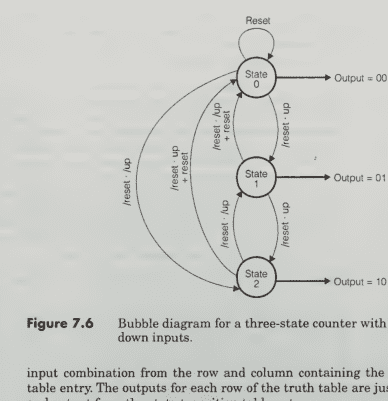 Reset
State
0
Output = 00
/reset · /up
/reset · up
+ reset
/reset · /up
+ reset
/reset · up
State
1
Output = 01
/reset · /up
/reset · up
State
2
Output = 10
Figure 7.6 Bubble diagram for a three-state counter with
down inputs.
input combination from the row and column containing the
table entry. The outputs for each row of the truth table are